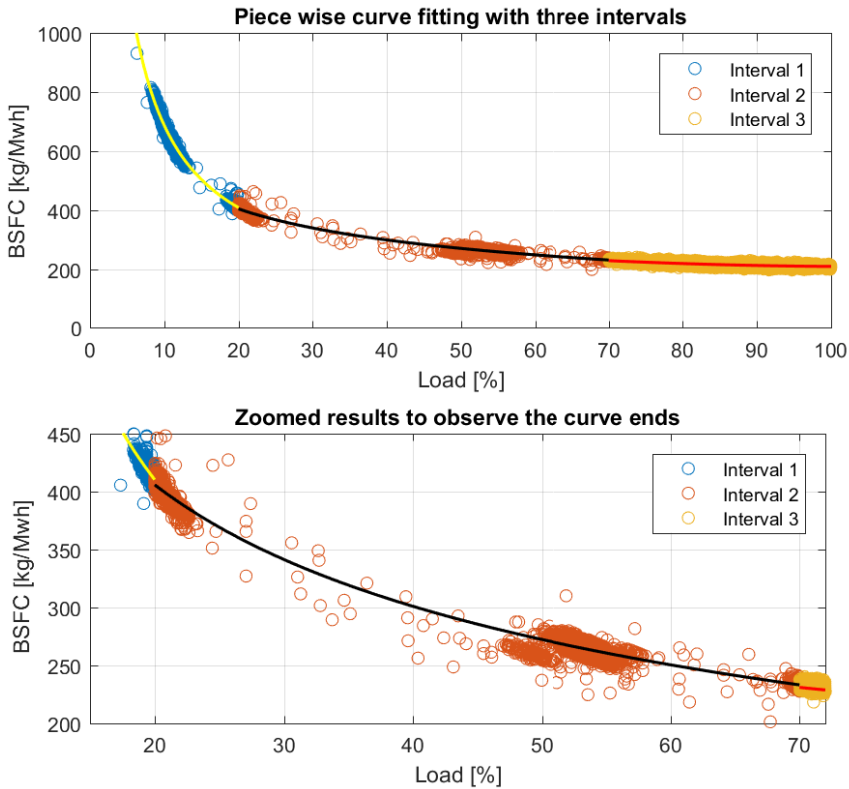 Piece wise curve fitting with three intervals
1000
800
600
400
200
0
BSFC [kg/Mwh]
Interval 1
Interval 2
Interval 3
0 10 20 30 40 50 60 70 80 90 100
Load [%]
Zoomed results to observe the curve ends
450
400
350
300
250
200
BSFC [kg/Mwh]
Interval 1
Interval 2
Interval 3
20 30 40 50 60 70
Load [%]